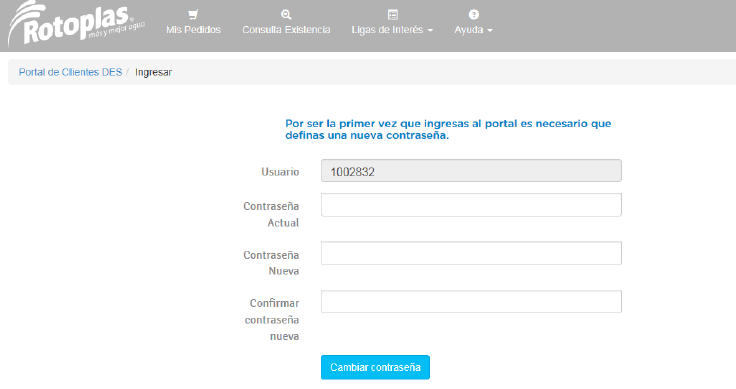 Rotoplas
más y mejor agua
Mis Pedidos
Consulta Existencia
Ligas de Interés
Ayuda
Portal de Clientes DES / Ingresar
Por ser la primer vez que ingresas al portal es necesario que
definas una nueva contraseña.
Usuario
1002832
Contraseña
Actual
Contraseña
Nueva
Confirmar
contraseña
nueva
Cambiar contraseña